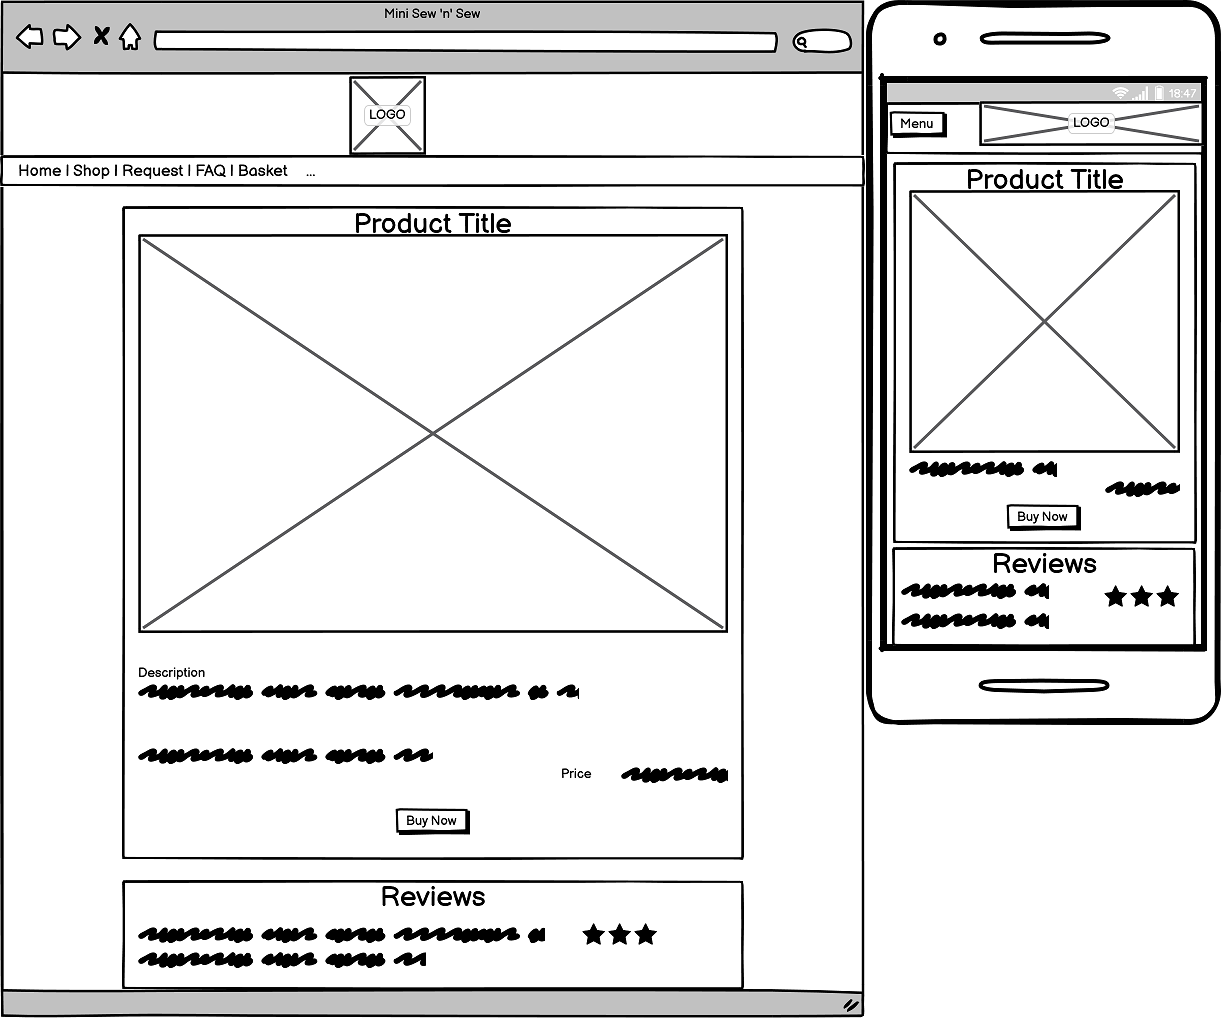 Mini Sew 'n' Sew
LOGO
Home | Shop | Request | FAQ | Basket ...
Product Title
Description
Price
Buy Now
Reviews
18:47
Menu
LOGO
Product Title
Buy Now
Reviews